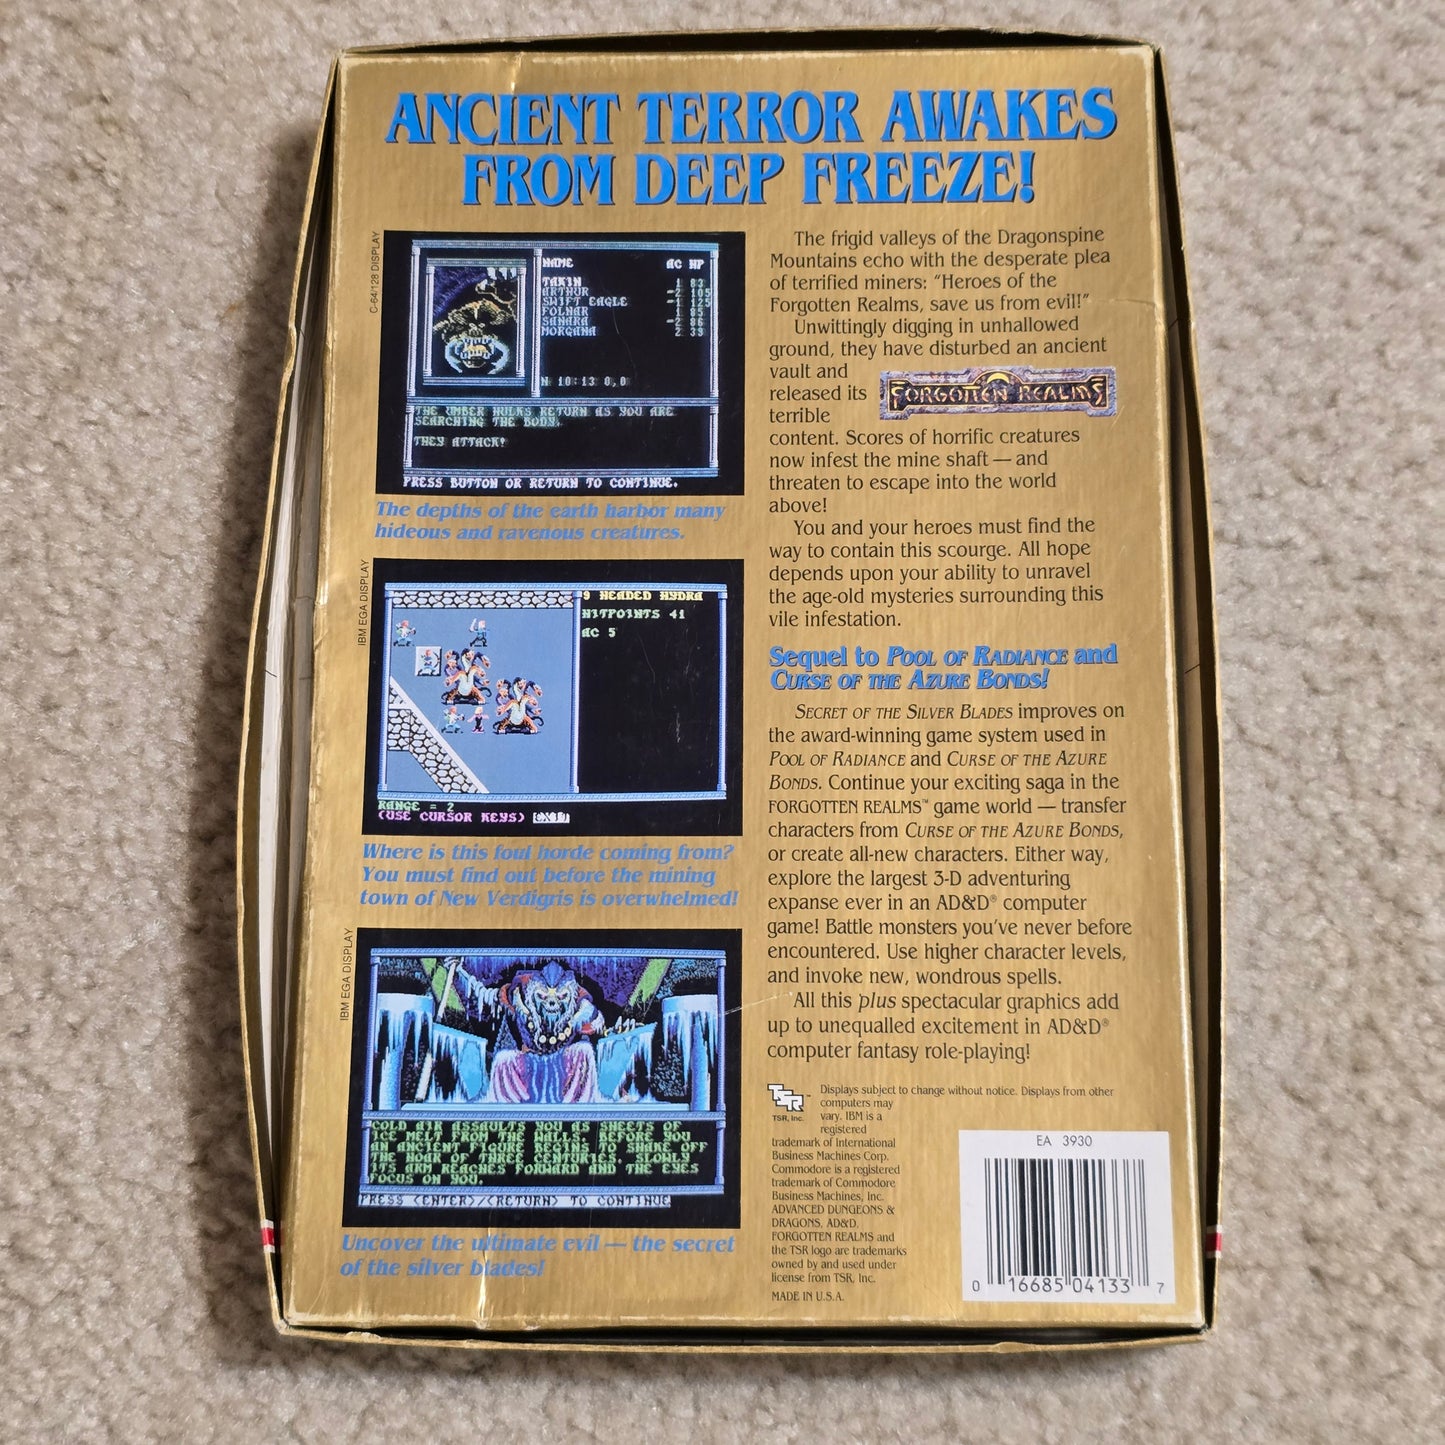 ANCIENT TERROR AWAKES
FROM DEEP FREEZE!
C-64/128 DISPLAY
NAME AC HP
TAKIN 1 83
ARTHUR -2 105
SWIFT EAGLE -1 125
FOLNAR 1 85
SANARA -2 86
MORGANA 2 39
N 10:13 0,0
THE UMBER HULKS RETURN AS YOU ARE
SEARCHING THE BODY.
THEY ATTACK!
PRESS BUTTON OR RETURN TO CONTINUE.
The depths of the earth harbor many
hideous and ravenous creatures.
IBM EGA DISPLAY
9 HEADED HYDRA
HITPOINTS 41
AC 5
RANGE = 2
(USE CURSOR KEYS) EXIT
Where is this foul horde coming from?
You must find out before the mining
town of New Verdigris is overwhelmed!
IBM EGA DISPLAY
COLD AIR ASSAULTS YOU AS SHEETS OF
ICE MELT FROM THE WALLS. BEFORE YOU
AN ANCIENT FIGURE BEGINS TO SHAKE OFF
THE HOAR OF THREE CENTURIES. SLOWLY
ITS ARM REACHES FORWARD AND THE EYES
FOCUS ON YOU.
PRESS <ENTER>/<RETURN> TO CONTINUE
Uncover the ultimate evil — the secret
of the silver blades!
The frigid valleys of the Dragonspine
Mountains echo with the desperate plea
of terrified miners: "Heroes of the
Forgotten Realms, save us from evil!"
Unwittingly digging in unhallowed
ground, they have disturbed an ancient
vault and
released its
terrible
FORGOTTEN REALMS
content. Scores of horrific creatures
now infest the mine shaft — and
threaten to escape into the world
above!
You and your heroes must find the
way to contain this scourge. All hope
depends upon your ability to unravel
the age-old mysteries surrounding this
vile infestation.
Sequel to POOL OF RADIANCE and
CURSE OF THE AZURE BONDS!
SECRET OF THE SILVER BLADES improves on
the award-winning game system used in
POOL OF RADIANCE and CURSE OF THE AZURE
BONDS. Continue your exciting saga in the
FORGOTTEN REALMS™ game world — transfer
characters from CURSE OF THE AZURE BONDS,
or create all-new characters. Either way,
explore the largest 3-D adventuring
expanse ever in an AD&D® computer
game! Battle monsters you've never before
encountered. Use higher character levels,
and invoke new, wondrous spells.
All this plus spectacular graphics add
up to unequalled excitement in AD&D®
computer fantasy role-playing!
TSR™
TSR, Inc.
Displays subject to change without notice. Displays from other
computers may
vary. IBM is a
registered
trademark of International
Business Machines Corp.
Commodore is a registered
trademark of Commodore
Business Machines, Inc.
ADVANCED DUNGEONS &
DRAGONS, AD&D,
FORGOTTEN REALMS and
the TSR logo are trademarks
owned by and used under
license from TSR, Inc.
MADE IN U.S.A.
EA 3930
0 16685 04133 7